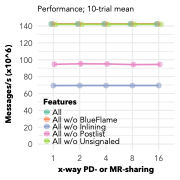 Performance; 10-trial mean
Messages/s (x10^6)
140
120
100
80
60
40
20
0
Features
All
All w/o BlueFlame
All w/o Inlining
All w/o Postlist
All w/o Unsignaled
1 2 4 8 16
x-way PD- or MR-sharing